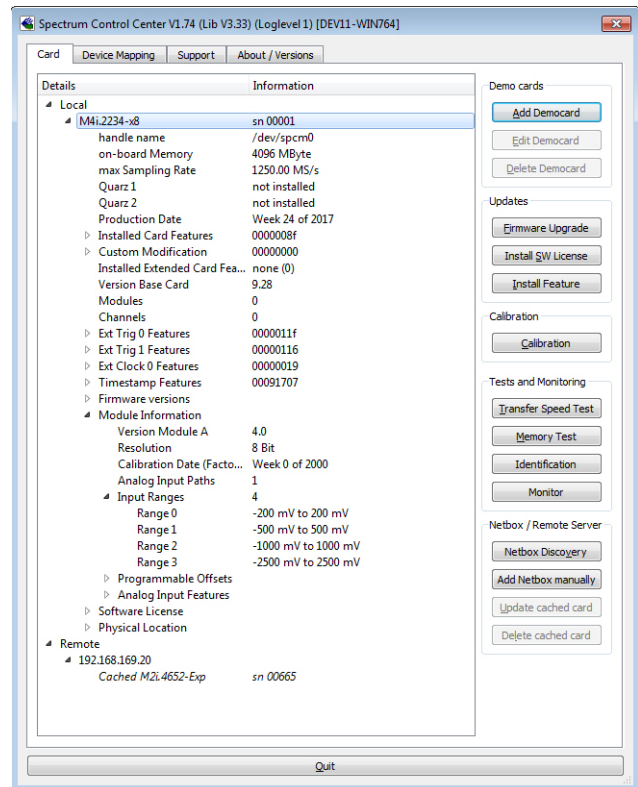 Spectrum Control Center V1.74 (Lib V3.33) (Loglevel 1) [DEV11-WIN764]
Card Device Mapping Support About / Versions
Details Information
Local
M4i.2234-x8 sn 00001
handle name /dev/spcm0
on-board Memory 4096 MByte
max Sampling Rate 1250.00 MS/s
Quarz 1 not installed
Quarz 2 not installed
Production Date Week 24 of 2017
Installed Card Features 0000008f
Custom Modification 00000000
Installed Extended Card Fea... none (0)
Version Base Card 9.28
Modules 0
Channels 0
Ext Trig 0 Features 0000011f
Ext Trig 1 Features 00000116
Ext Clock 0 Features 00000019
Timestamp Features 00091707
Firmware versions
Module Information
Version Module A 4.0
Resolution 8 Bit
Calibration Date (Facto... Week 0 of 2000
Analog Input Paths 1
Input Ranges 4
Range 0 -200 mV to 200 mV
Range 1 -500 mV to 500 mV
Range 2 -1000 mV to 1000 mV
Range 3 -2500 mV to 2500 mV
Programmable Offsets
Analog Input Features
Software License
Physical Location
Remote
192.168.169.20
Cached M2i.4652-Exp sn 00665
Demo cards
Add Democard
Edit Democard
Delete Democard
Updates
Firmware Upgrade
Install SW License
Install Feature
Calibration
Calibration
Tests and Monitoring
Transfer Speed Test
Memory Test
Identification
Monitor
Netbox / Remote Server
Netbox Discovery
Add Netbox manually
Update cached card
Delete cached card
Quit